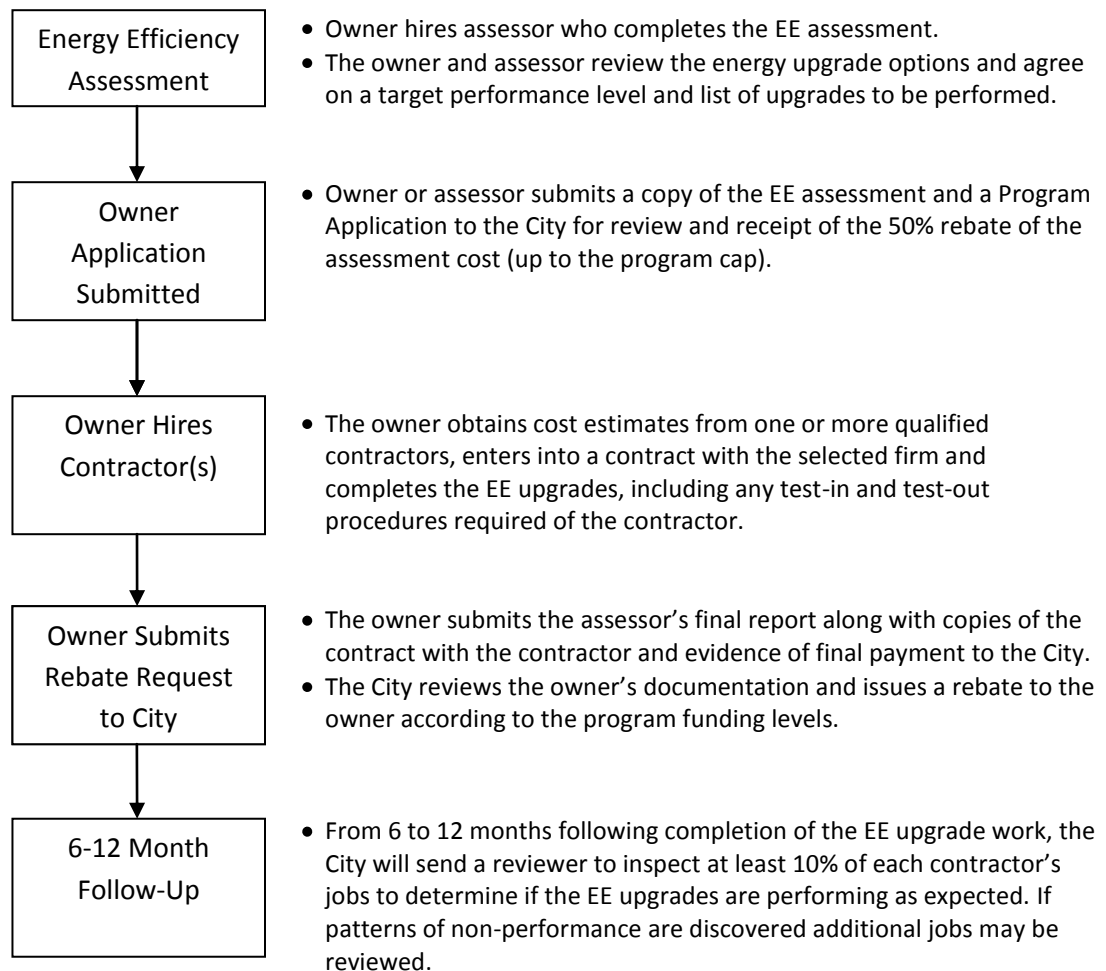 Energy Efficiency
Assessment
• Owner hires assessor who completes the EE assessment.
• The owner and assessor review the energy upgrade options and agree
on a target performance level and list of upgrades to be performed.
Owner
Application
Submitted
• Owner or assessor submits a copy of the EE assessment and a Program
Application to the City for review and receipt of the 50% rebate of the
assessment cost (up to the program cap).
Owner Hires
Contractor(s)
• The owner obtains cost estimates from one or more qualified
contractors, enters into a contract with the selected firm and
completes the EE upgrades, including any test-in and test-out
procedures required of the contractor.
Owner Submits
Rebate Request
to City
• The owner submits the assessor’s final report along with copies of the
contract with the contractor and evidence of final payment to the City.
• The City reviews the owner’s documentation and issues a rebate to the
owner according to the program funding levels.
6-12 Month
Follow-Up
• From 6 to 12 months following completion of the EE upgrade work, the
City will send a reviewer to inspect at least 10% of each contractor’s
jobs to determine if the EE upgrades are performing as expected. If
patterns of non-performance are discovered additional jobs may be
reviewed.